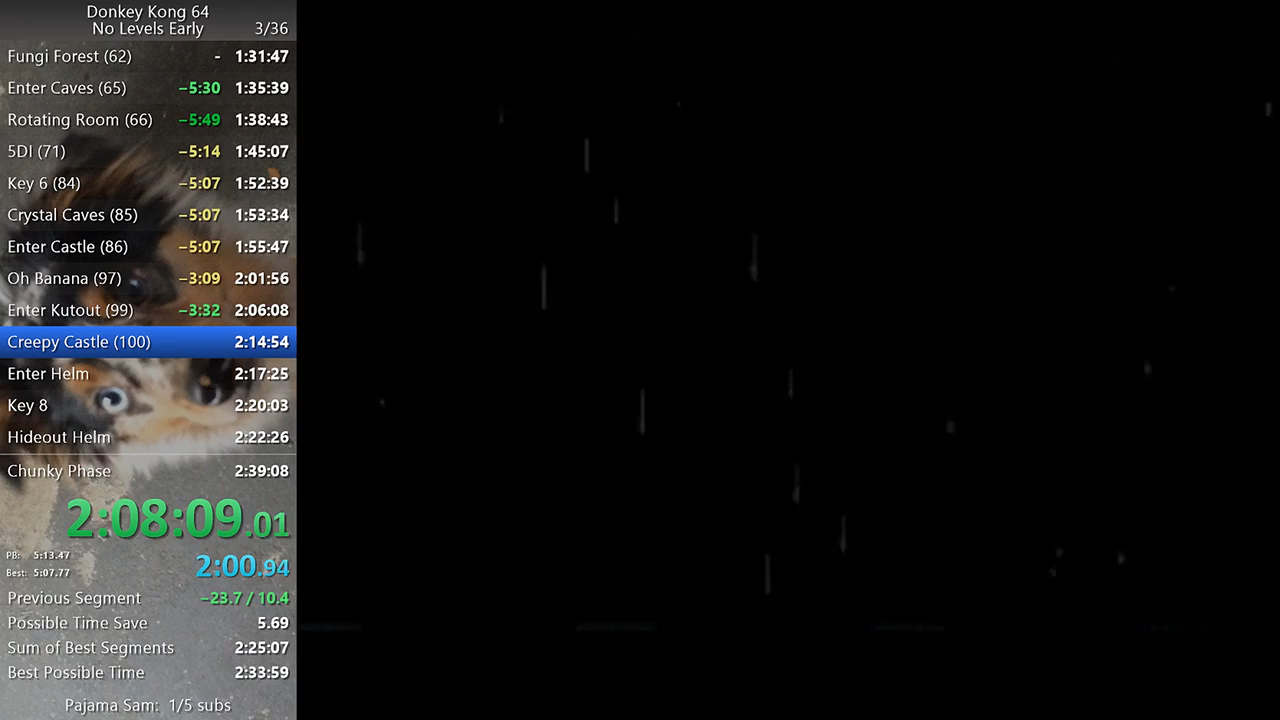 Donkey Kong 64
No Levels Early 3/36
Fungi Forest (62) - 1:31:47
Enter Caves (65) −5:30 1:35:39
Rotating Room (66) −5:49 1:38:43
5DI (71) −5:14 1:45:07
Key 6 (84) −5:07 1:52:39
Crystal Caves (85) −5:07 1:53:34
Enter Castle (86) −5:07 1:55:47
Oh Banana (97) −3:09 2:01:56
Enter Kutout (99) −3:32 2:06:08
Creepy Castle (100) 2:14:54
Enter Helm 2:17:25
Key 8 2:20:03
Hideout Helm 2:22:26
Chunky Phase 2:39:08
2:08:09.01
PB: 5:13.47
Best: 5:07.77
2:00.94
Previous Segment −23.7 / 10.4
Possible Time Save 5.69
Sum of Best Segments 2:25:07
Best Possible Time 2:33:59
Pajama Sam: 1/5 subs